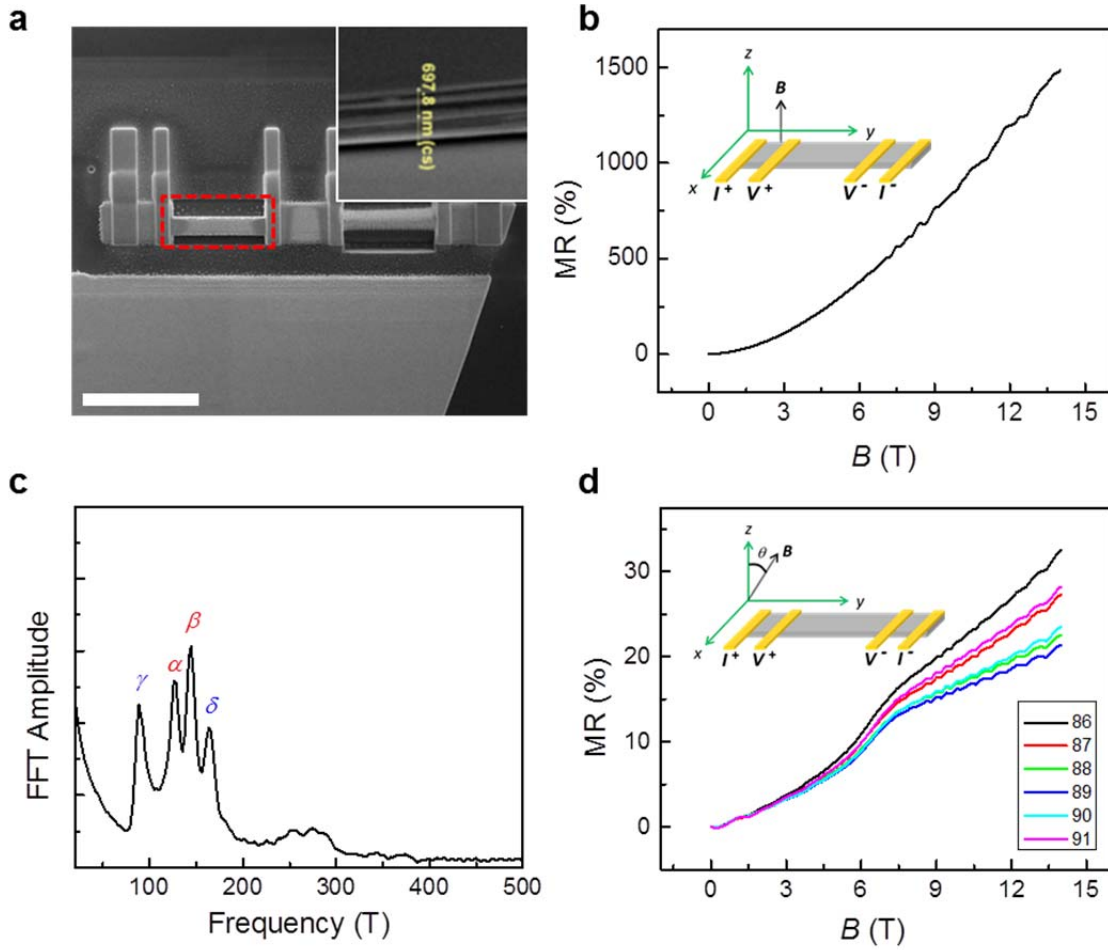 a
697.8 nm (cs)
b
1500
1000
500
0
0 3 6 9 12 15
MR (%)
B (T)
z
B
y
x
I⁺ V⁺ V⁻ I⁻
c
FFT Amplitude
γ α β δ
100 200 300 400 500
Frequency (T)
d
30
20
10
0
0 3 6 9 12 15
MR (%)
B (T)
z
θ B
y
x
I⁺ V⁺ V⁻ I⁻
86
87
88
89
90
91